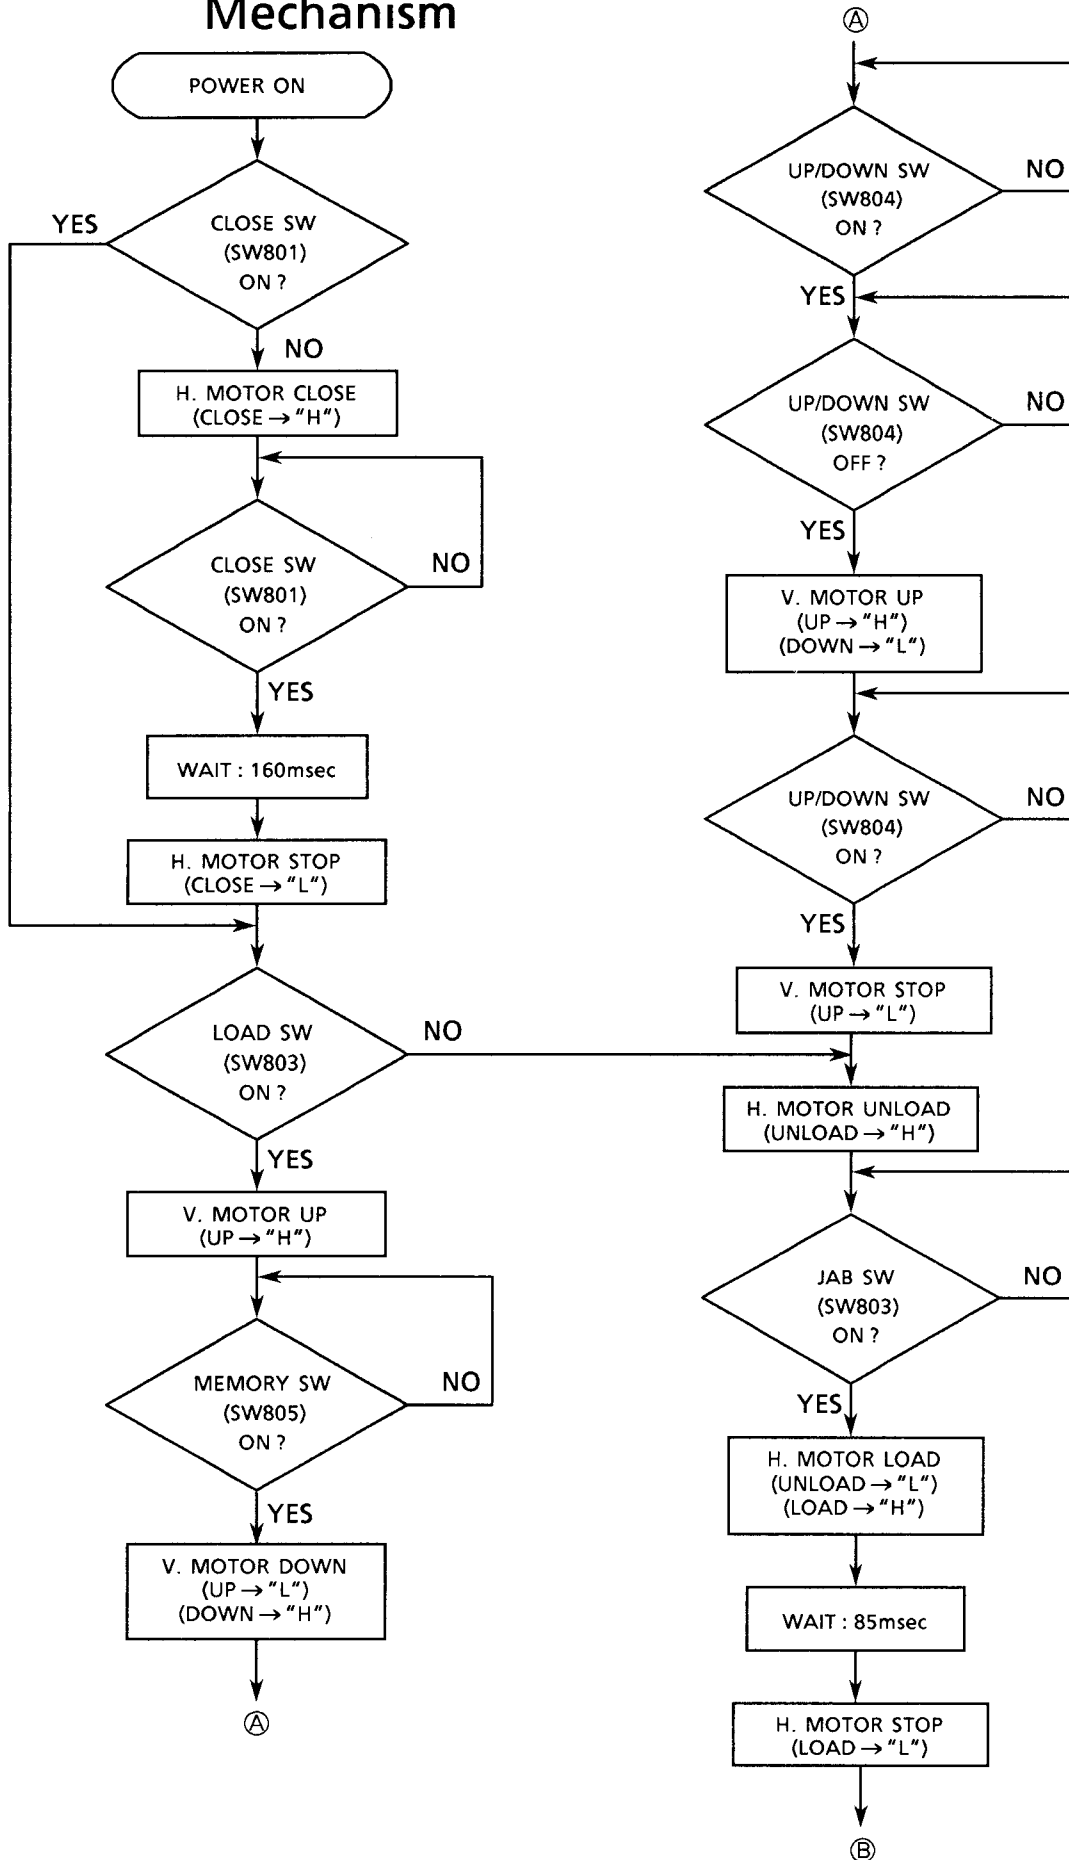 Mechanism
POWER ON
YES
CLOSE SW
(SW801)
ON ?
NO
H. MOTOR CLOSE
(CLOSE → "H")
CLOSE SW
(SW801)
ON ?
NO
YES
WAIT : 160msec
H. MOTOR STOP
(CLOSE → "L")
LOAD SW
(SW803)
ON ?
NO
YES
V. MOTOR UP
(UP → "H")
MEMORY SW
(SW805)
ON ?
NO
YES
V. MOTOR DOWN
(UP → "L")
(DOWN → "H")
Ⓐ
Ⓐ
UP/DOWN SW
(SW804)
ON ?
NO
YES
UP/DOWN SW
(SW804)
OFF ?
NO
YES
V. MOTOR UP
(UP → "H")
(DOWN → "L")
UP/DOWN SW
(SW804)
ON ?
NO
YES
V. MOTOR STOP
(UP → "L")
H. MOTOR UNLOAD
(UNLOAD → "H")
JAB SW
(SW803)
ON ?
NO
YES
H. MOTOR LOAD
(UNLOAD → "L")
(LOAD → "H")
WAIT : 85msec
H. MOTOR STOP
(LOAD → "L")
Ⓑ